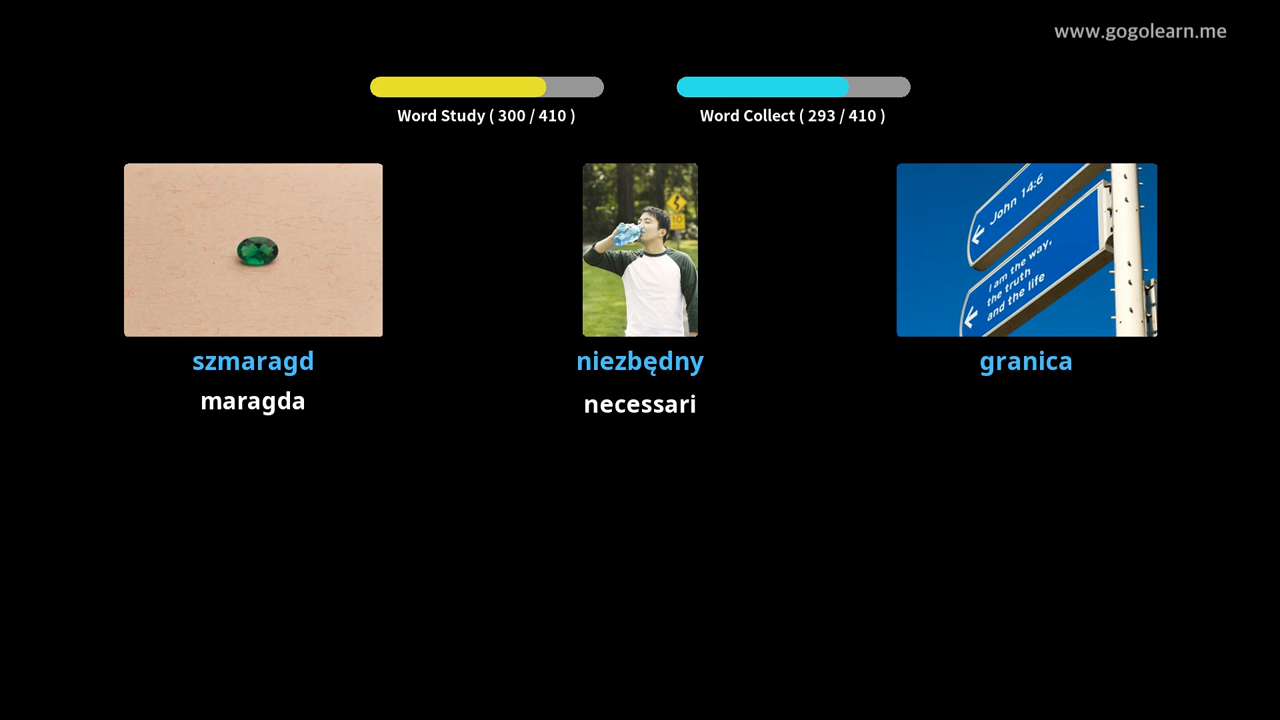 www.gogolearn.me
Word Study ( 300 / 410 )
Word Collect ( 293 / 410 )
10
John 14:6
I am the way,
the truth
and the life
szmaragd
niezbędny
granica
maragda
necessari